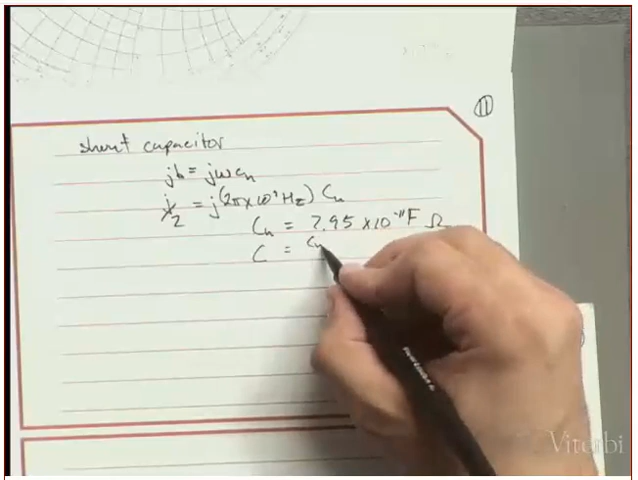 11
shunt capacitor
jb = jωCn
j/2 = j(2π×10⁹ Hz) Cn
Cn = 7.95 ×10⁻¹¹ F Ω
C = Cn
Viterbi